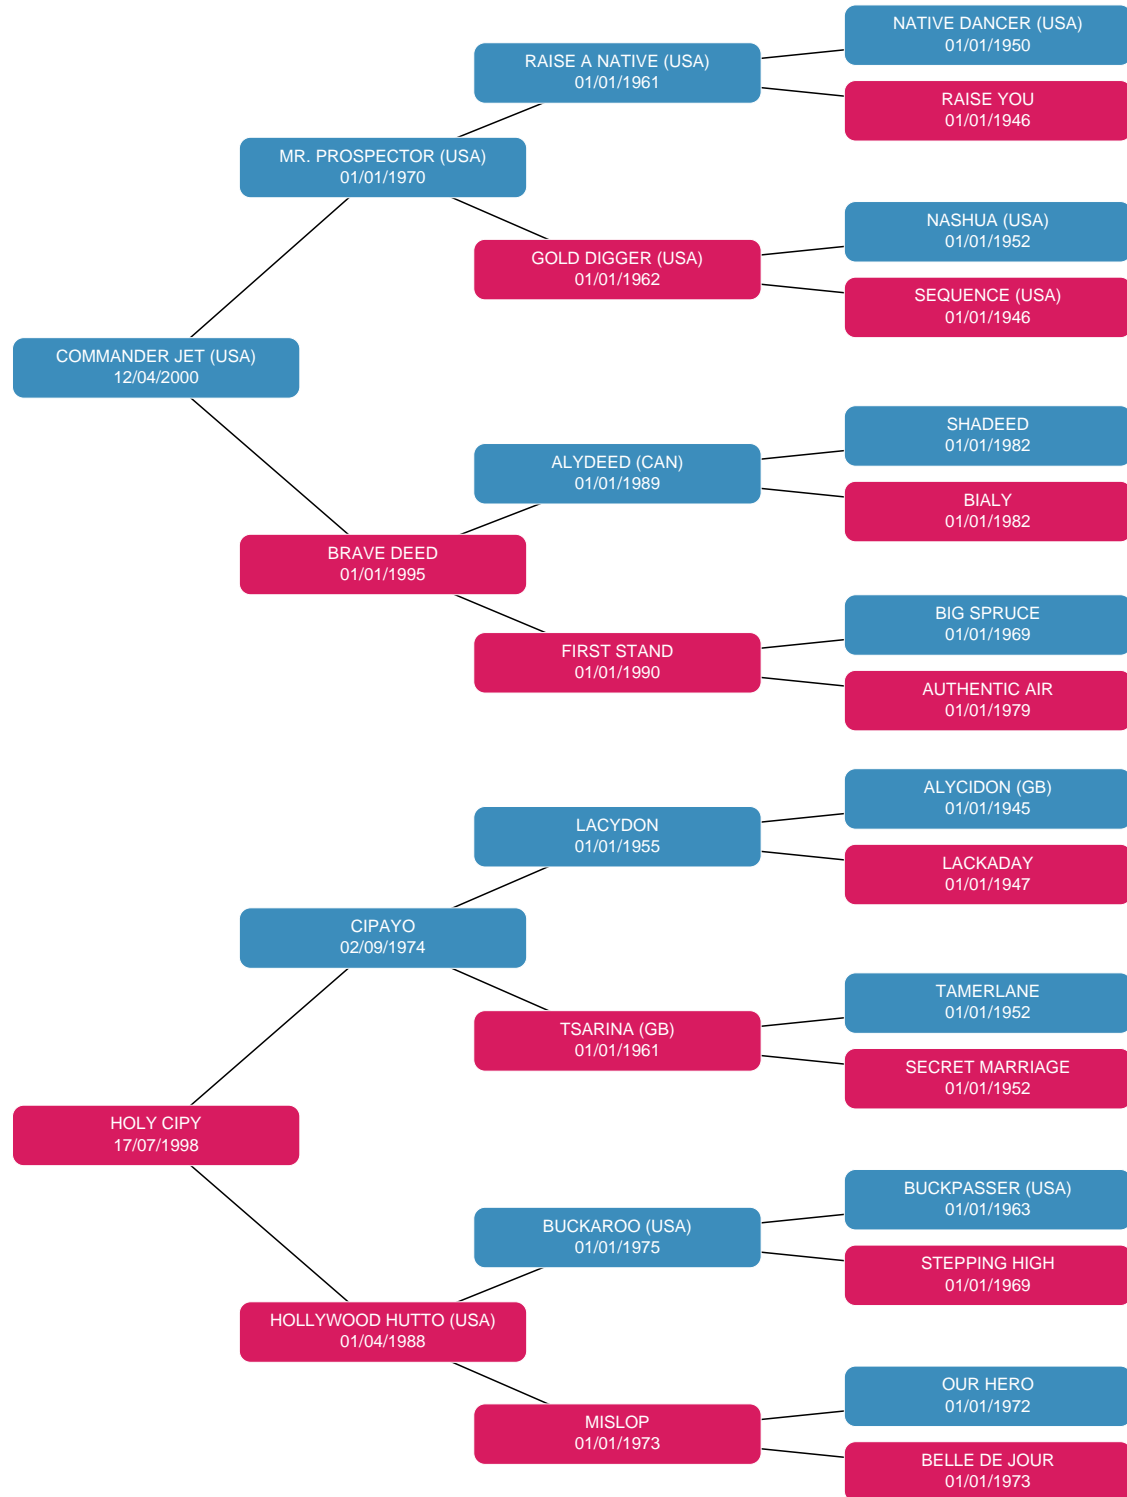 NATIVE DANCER (USA)
01/01/1950
RAISE A NATIVE (USA)
01/01/1961
RAISE YOU
01/01/1946
MR. PROSPECTOR (USA)
01/01/1970
NASHUA (USA)
01/01/1952
GOLD DIGGER (USA)
01/01/1962
SEQUENCE (USA)
01/01/1946
COMMANDER JET (USA)
12/04/2000
SHADEED
01/01/1982
ALYDEED (CAN)
01/01/1989
BIALY
01/01/1982
BRAVE DEED
01/01/1995
BIG SPRUCE
01/01/1969
FIRST STAND
01/01/1990
AUTHENTIC AIR
01/01/1979
ALYCIDON (GB)
01/01/1945
LACYDON
01/01/1955
LACKADAY
01/01/1947
CIPAYO
02/09/1974
TAMERLANE
01/01/1952
TSARINA (GB)
01/01/1961
SECRET MARRIAGE
01/01/1952
HOLY CIPY
17/07/1998
BUCKPASSER (USA)
01/01/1963
BUCKAROO (USA)
01/01/1975
STEPPING HIGH
01/01/1969
HOLLYWOOD HUTTO (USA)
01/04/1988
OUR HERO
01/01/1972
MISLOP
01/01/1973
BELLE DE JOUR
01/01/1973